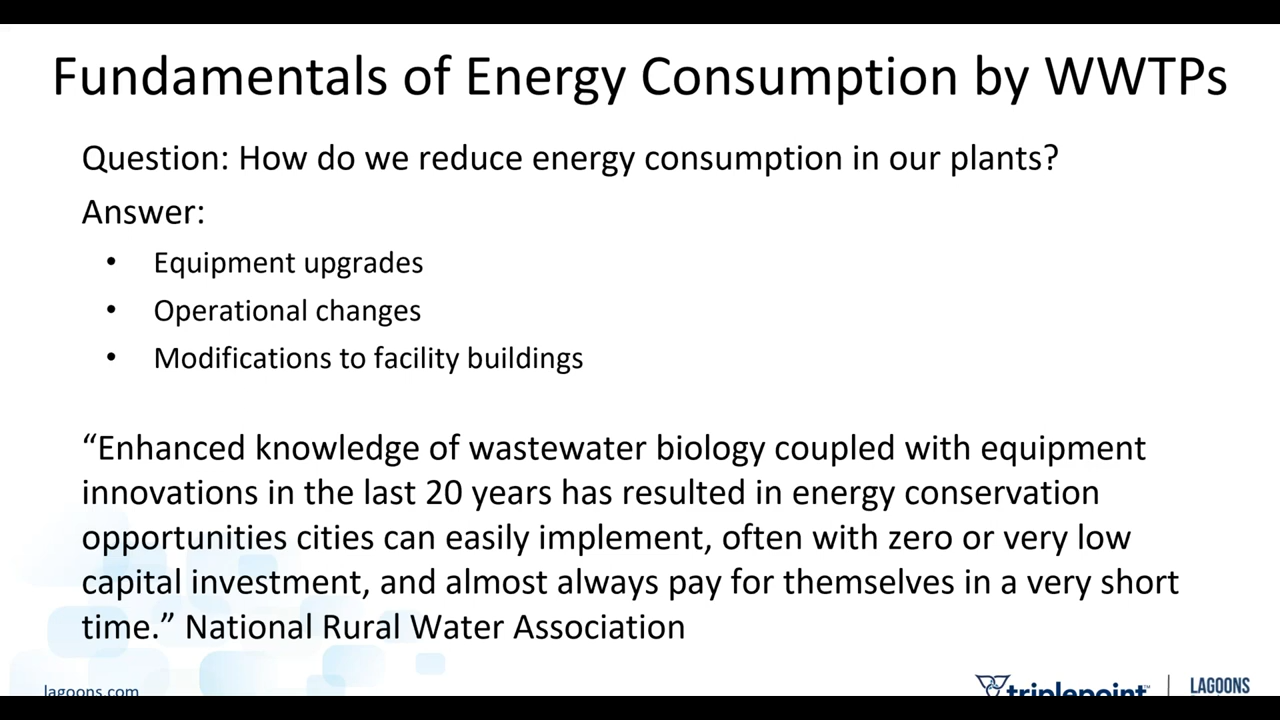 Fundamentals of Energy Consumption by WWTPs
Question: How do we reduce energy consumption in our plants?
Answer:
• Equipment upgrades
• Operational changes
• Modifications to facility buildings
“Enhanced knowledge of wastewater biology coupled with equipment
innovations in the last 20 years has resulted in energy conservation
opportunities cities can easily implement, often with zero or very low
capital investment, and almost always pay for themselves in a very short
time.” National Rural Water Association
lagoons.com
triplepoint™ | LAGOONS